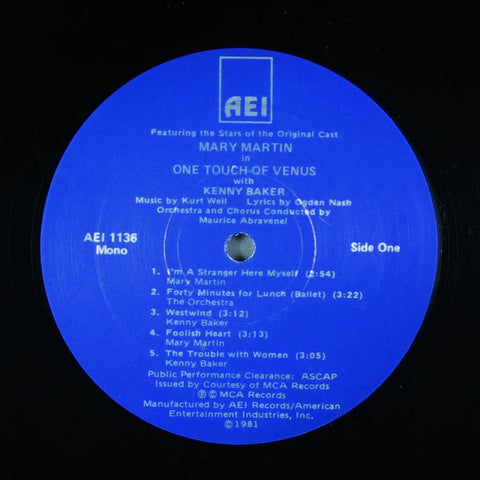 AEI
Featuring the Stars of the Original Cast
MARY MARTIN
in
ONE TOUCH OF VENUS
with
KENNY BAKER
Music by Kurt Weil Lyrics by Ogden Nash
Orchestra and Chorus Conducted by
Maurice Abravenel
AEI 1136
Mono
Side One
1. I'm A Stranger Here Myself (2:54)
Mary Martin
2. Forty Minutes for Lunch (Ballet) (3:22)
The Orchestra
3. Westwind (3:12)
Kenny Baker
4. Foolish Heart (3:13)
Mary Martin
5. The Trouble with Women (3:05)
Kenny Baker
Public Performance Clearance: ASCAP
Issued by Courtesy of MCA Records
℗ © MCA Records
Manufactured by AEI Records/American
Entertainment Industries, Inc.
©1981